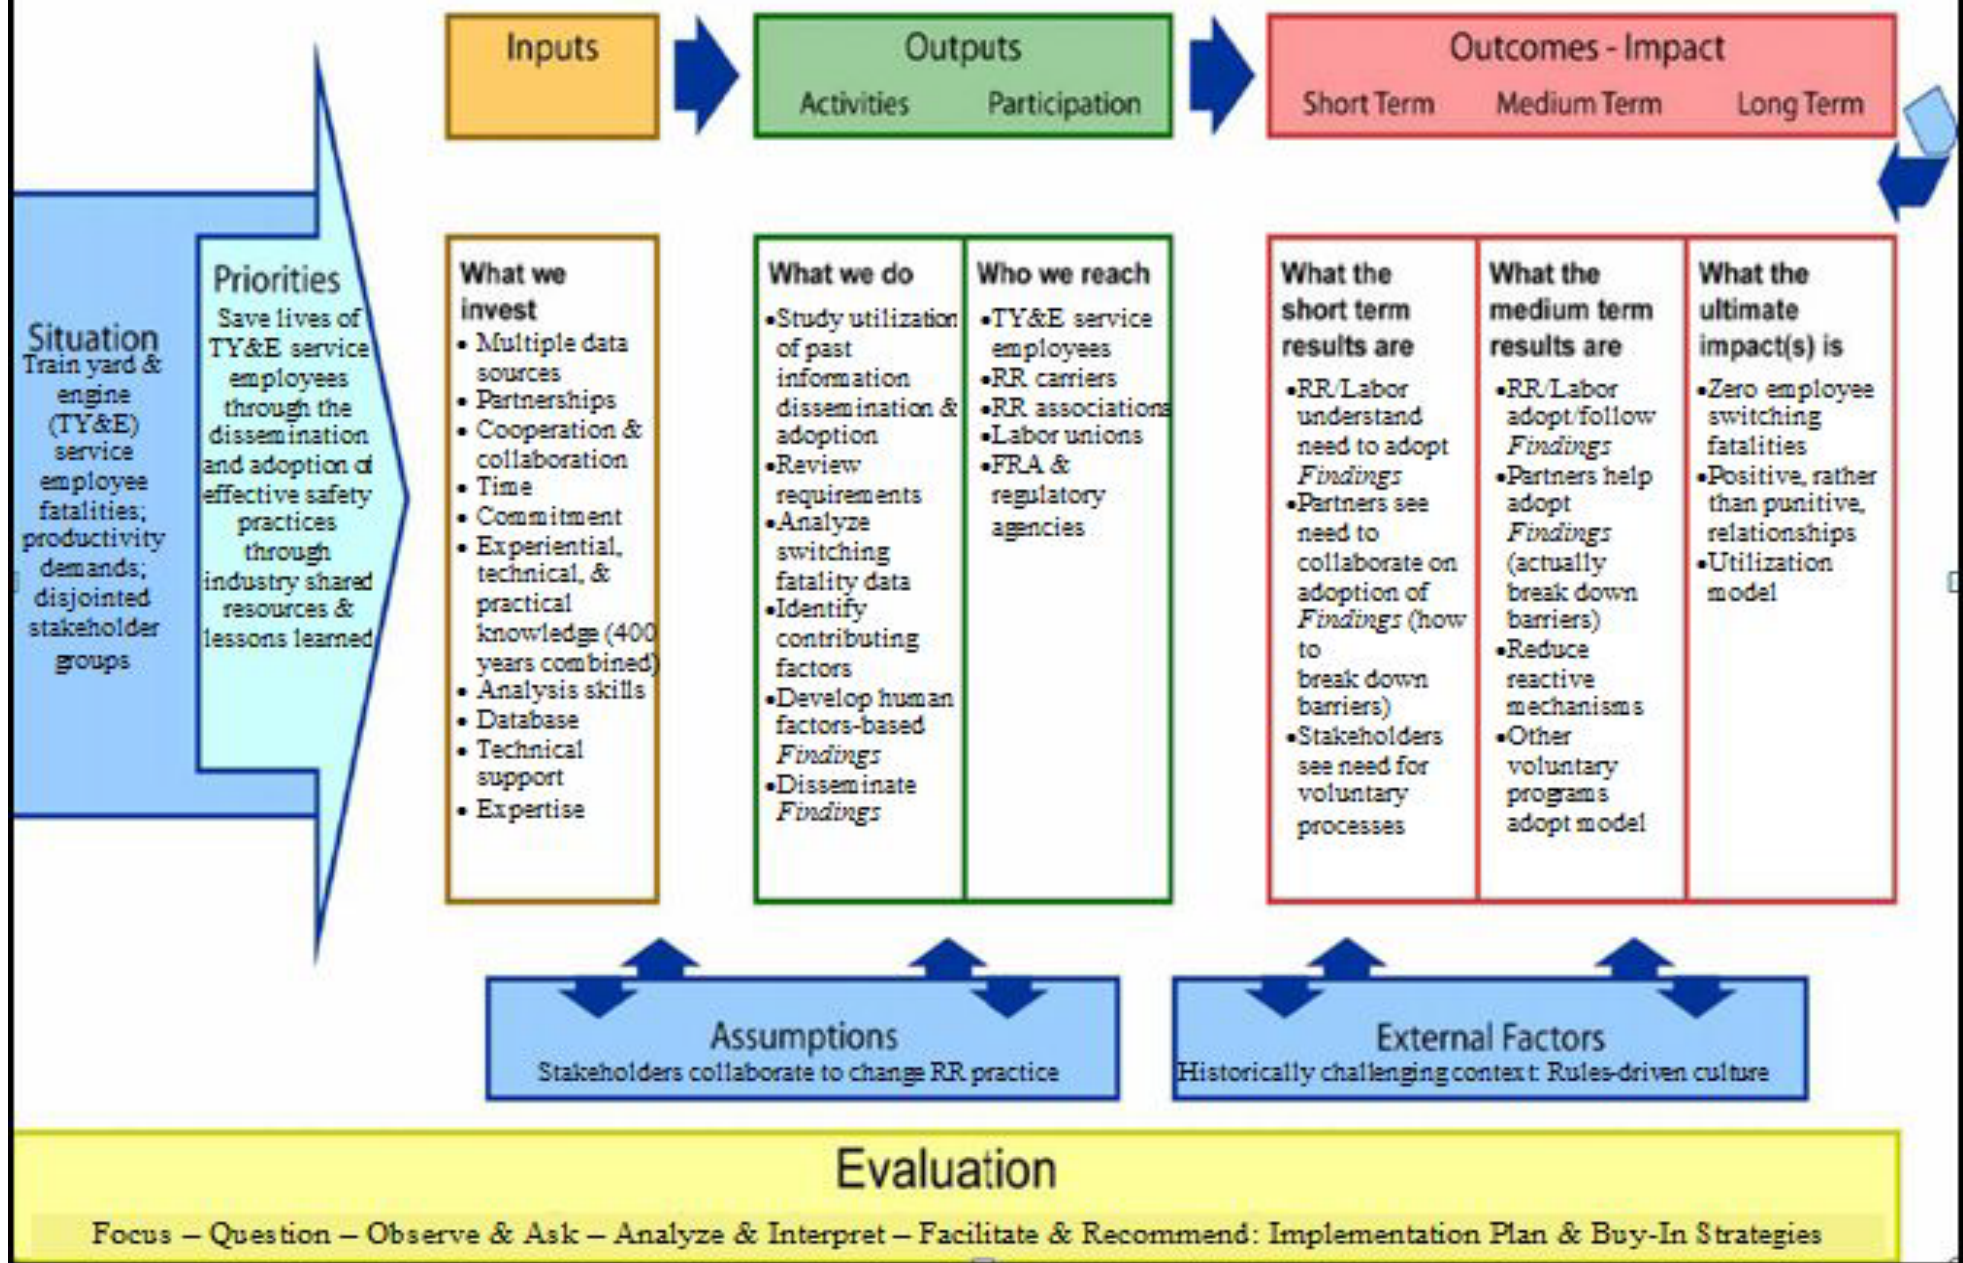 Inputs
Outputs
Activities Participation
Outcomes - Impact
Short Term Medium Term Long Term
Situation
Train yard &
engine
(TY&E)
service
employee
fatalities;
productivity
demands;
disjointed
stakeholder
groups
Priorities
Save lives of
TY&E service
employees
through the
dissemination
and adoption of
effective safety
practices
through
industry shared
resources &
lessons learned
What we
invest
• Multiple data
sources
• Partnerships
• Cooperation &
collaboration
• Time
• Commitment
• Experiential,
technical, &
practical
knowledge (400
years combined)
• Analysis skills
• Database
• Technical
support
• Expertise
What we do
•Study utilization
of past
information
dissemination &
adoption
•Review
requirements
•Analyze
switching
fatality data
•Identify
contributing
factors
•Develop human
factors-based
Findings
•Disseminate
Findings
Who we reach
•TY&E service
employees
•RR carriers
•RR associations
•Labor unions
•FRA &
regulatory
agencies
What the
short term
results are
•RR/Labor
understand
need to adopt
Findings
•Partners see
need to
collaborate on
adoption of
Findings (how
to
break down
barriers)
•Stakeholders
see need for
voluntary
processes
What the
medium term
results are
•RR/Labor
adopt/follow
Findings
•Partners help
adopt
Findings
(actually
break down
barriers)
•Reduce
reactive
mechanisms
•Other
voluntary
programs
adopt model
What the
ultimate
impact(s) is
•Zero employee
switching
fatalities
•Positive, rather
than punitive,
relationships
•Utilization
model
Assumptions
Stakeholders collaborate to change RR practice
External Factors
Historically challenging context: Rules-driven culture
Evaluation
Focus – Question – Observe & Ask – Analyze & Interpret – Facilitate & Recommend: Implementation Plan & Buy-In Strategies